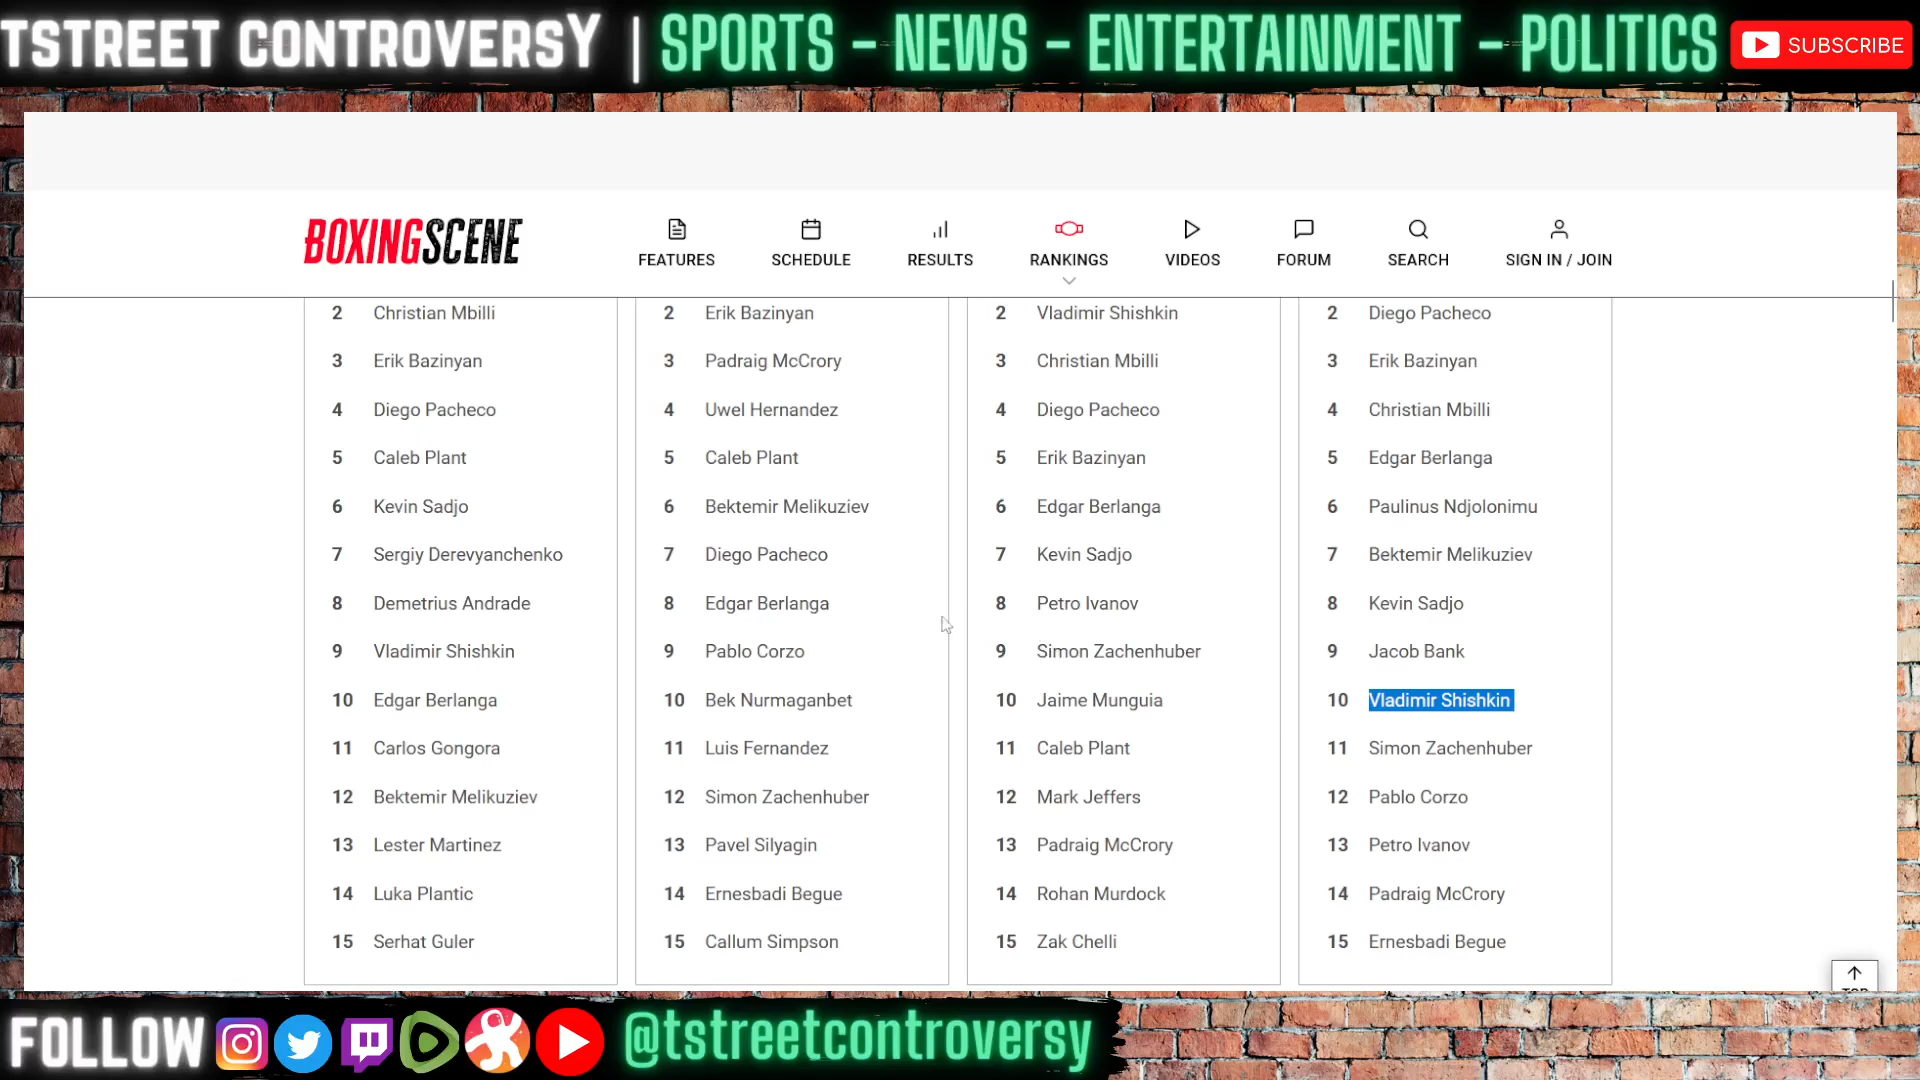 TSTREET CONTROVERSY | SPORTS - NEWS - ENTERTAINMENT - POLITICS SUBSCRIBE
BOXINGSCENE
FEATURES SCHEDULE RESULTS RANKINGS VIDEOS FORUM SEARCH SIGN IN / JOIN
2 Christian Mbilli
3 Erik Bazinyan
4 Diego Pacheco
5 Caleb Plant
6 Kevin Sadjo
7 Sergiy Derevyanchenko
8 Demetrius Andrade
9 Vladimir Shishkin
10 Edgar Berlanga
11 Carlos Gongora
12 Bektemir Melikuziev
13 Lester Martinez
14 Luka Plantic
15 Serhat Guler
2 Erik Bazinyan
3 Padraig McCrory
4 Uwel Hernandez
5 Caleb Plant
6 Bektemir Melikuziev
7 Diego Pacheco
8 Edgar Berlanga
9 Pablo Corzo
10 Bek Nurmaganbet
11 Luis Fernandez
12 Simon Zachenhuber
13 Pavel Silyagin
14 Ernesbadi Begue
15 Callum Simpson
2 Vladimir Shishkin
3 Christian Mbilli
4 Diego Pacheco
5 Erik Bazinyan
6 Edgar Berlanga
7 Kevin Sadjo
8 Petro Ivanov
9 Simon Zachenhuber
10 Jaime Munguia
11 Caleb Plant
12 Mark Jeffers
13 Padraig McCrory
14 Rohan Murdock
15 Zak Chelli
2 Diego Pacheco
3 Erik Bazinyan
4 Christian Mbilli
5 Edgar Berlanga
6 Paulinus Ndjolonimu
7 Bektemir Melikuziev
8 Kevin Sadjo
9 Jacob Bank
10 Vladimir Shishkin
11 Simon Zachenhuber
12 Pablo Corzo
13 Petro Ivanov
14 Padraig McCrory
15 Ernesbadi Begue
TOP
FOLLOW @tstreetcontroversy